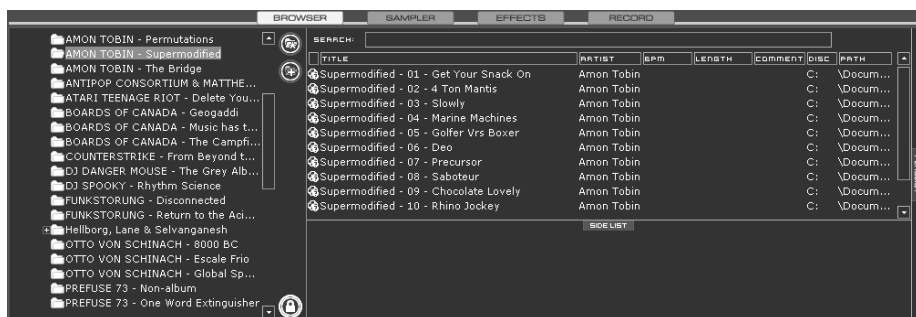 BROWSER SAMPLER EFFECTS RECORD
AMON TOBIN - Permutations
AMON TOBIN - Supermodified
AMON TOBIN - The Bridge
ANTIPOP CONSORTIUM & MATTHE...
ATARI TEENAGE RIOT - Delete You...
BOARDS OF CANADA - Geogaddi
BOARDS OF CANADA - Music has t...
BOARDS OF CANADA - The Campfi...
COUNTERSTRIKE - From Beyond t...
DJ DANGER MOUSE - The Grey Alb...
DJ SPOOKY - Rhythm Science
FUNKSTORUNG - Disconnected
FUNKSTORUNG - Return to the Aci...
Hellborg, Lane & Selvanganesh
OTTO VON SCHINACH - 8000 BC
OTTO VON SCHINACH - Escale Frio
OTTO VON SCHINACH - Global Sp...
PREFUSE 73 - Non-album
PREFUSE 73 - One Word Extinguisher
SEARCH:
TITLE ARTIST BPM LENGTH COMMENT DISC PATH
Supermodified - 01 - Get Your Snack On Amon Tobin C: \Docum...
Supermodified - 02 - 4 Ton Mantis Amon Tobin C: \Docum...
Supermodified - 03 - Slowly Amon Tobin C: \Docum...
Supermodified - 04 - Marine Machines Amon Tobin C: \Docum...
Supermodified - 05 - Golfer Vrs Boxer Amon Tobin C: \Docum...
Supermodified - 06 - Deo Amon Tobin C: \Docum...
Supermodified - 07 - Precursor Amon Tobin C: \Docum...
Supermodified - 08 - Saboteur Amon Tobin C: \Docum...
Supermodified - 09 - Chocolate Lovely Amon Tobin C: \Docum...
Supermodified - 10 - Rhino Jockey Amon Tobin C: \Docum...
SIDE LIST